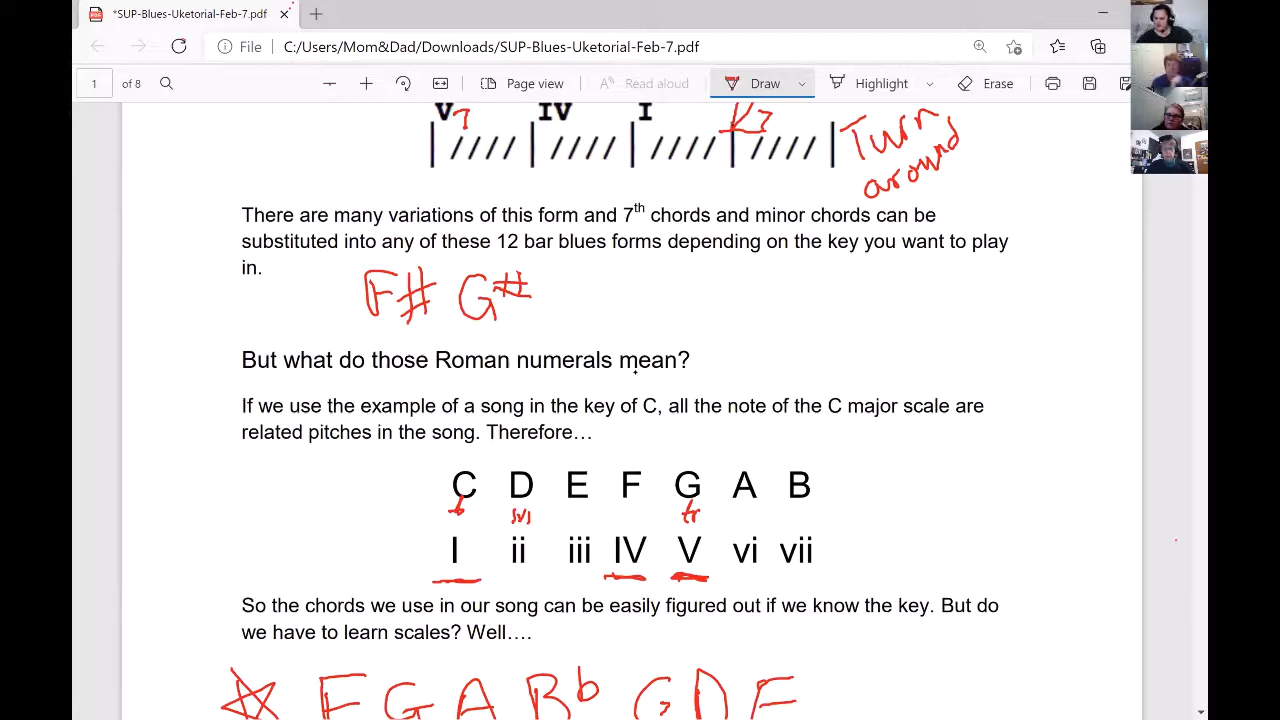 *SUP-Blues-Uketorial-Feb-7.pdf
File C:/Users/Mom&Dad/Downloads/SUP-Blues-Uketorial-Feb-7.pdf
1 of 8 Page view Read aloud Draw Highlight Erase
V7 IV I V7
Turn
around
There are many variations of this form and 7th chords and minor chords can be
substituted into any of these 12 bar blues forms depending on the key you want to play
in.
F# G#
But what do those Roman numerals mean?
If we use the example of a song in the key of C, all the note of the C major scale are
related pitches in the song. Therefore…
C D E F G A B
I ii iii IV V vi vii
So the chords we use in our song can be easily figured out if we know the key. But do
we have to learn scales? Well….
F G A Bb